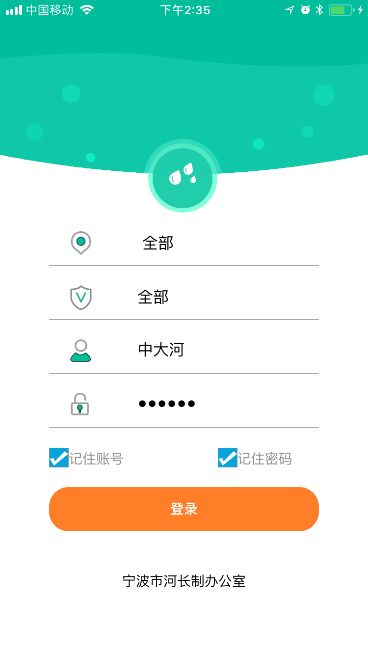 中国移动 下午2:35
全部
全部
中大河
••••••
记住账号 记住密码
登录
宁波市河长制办公室